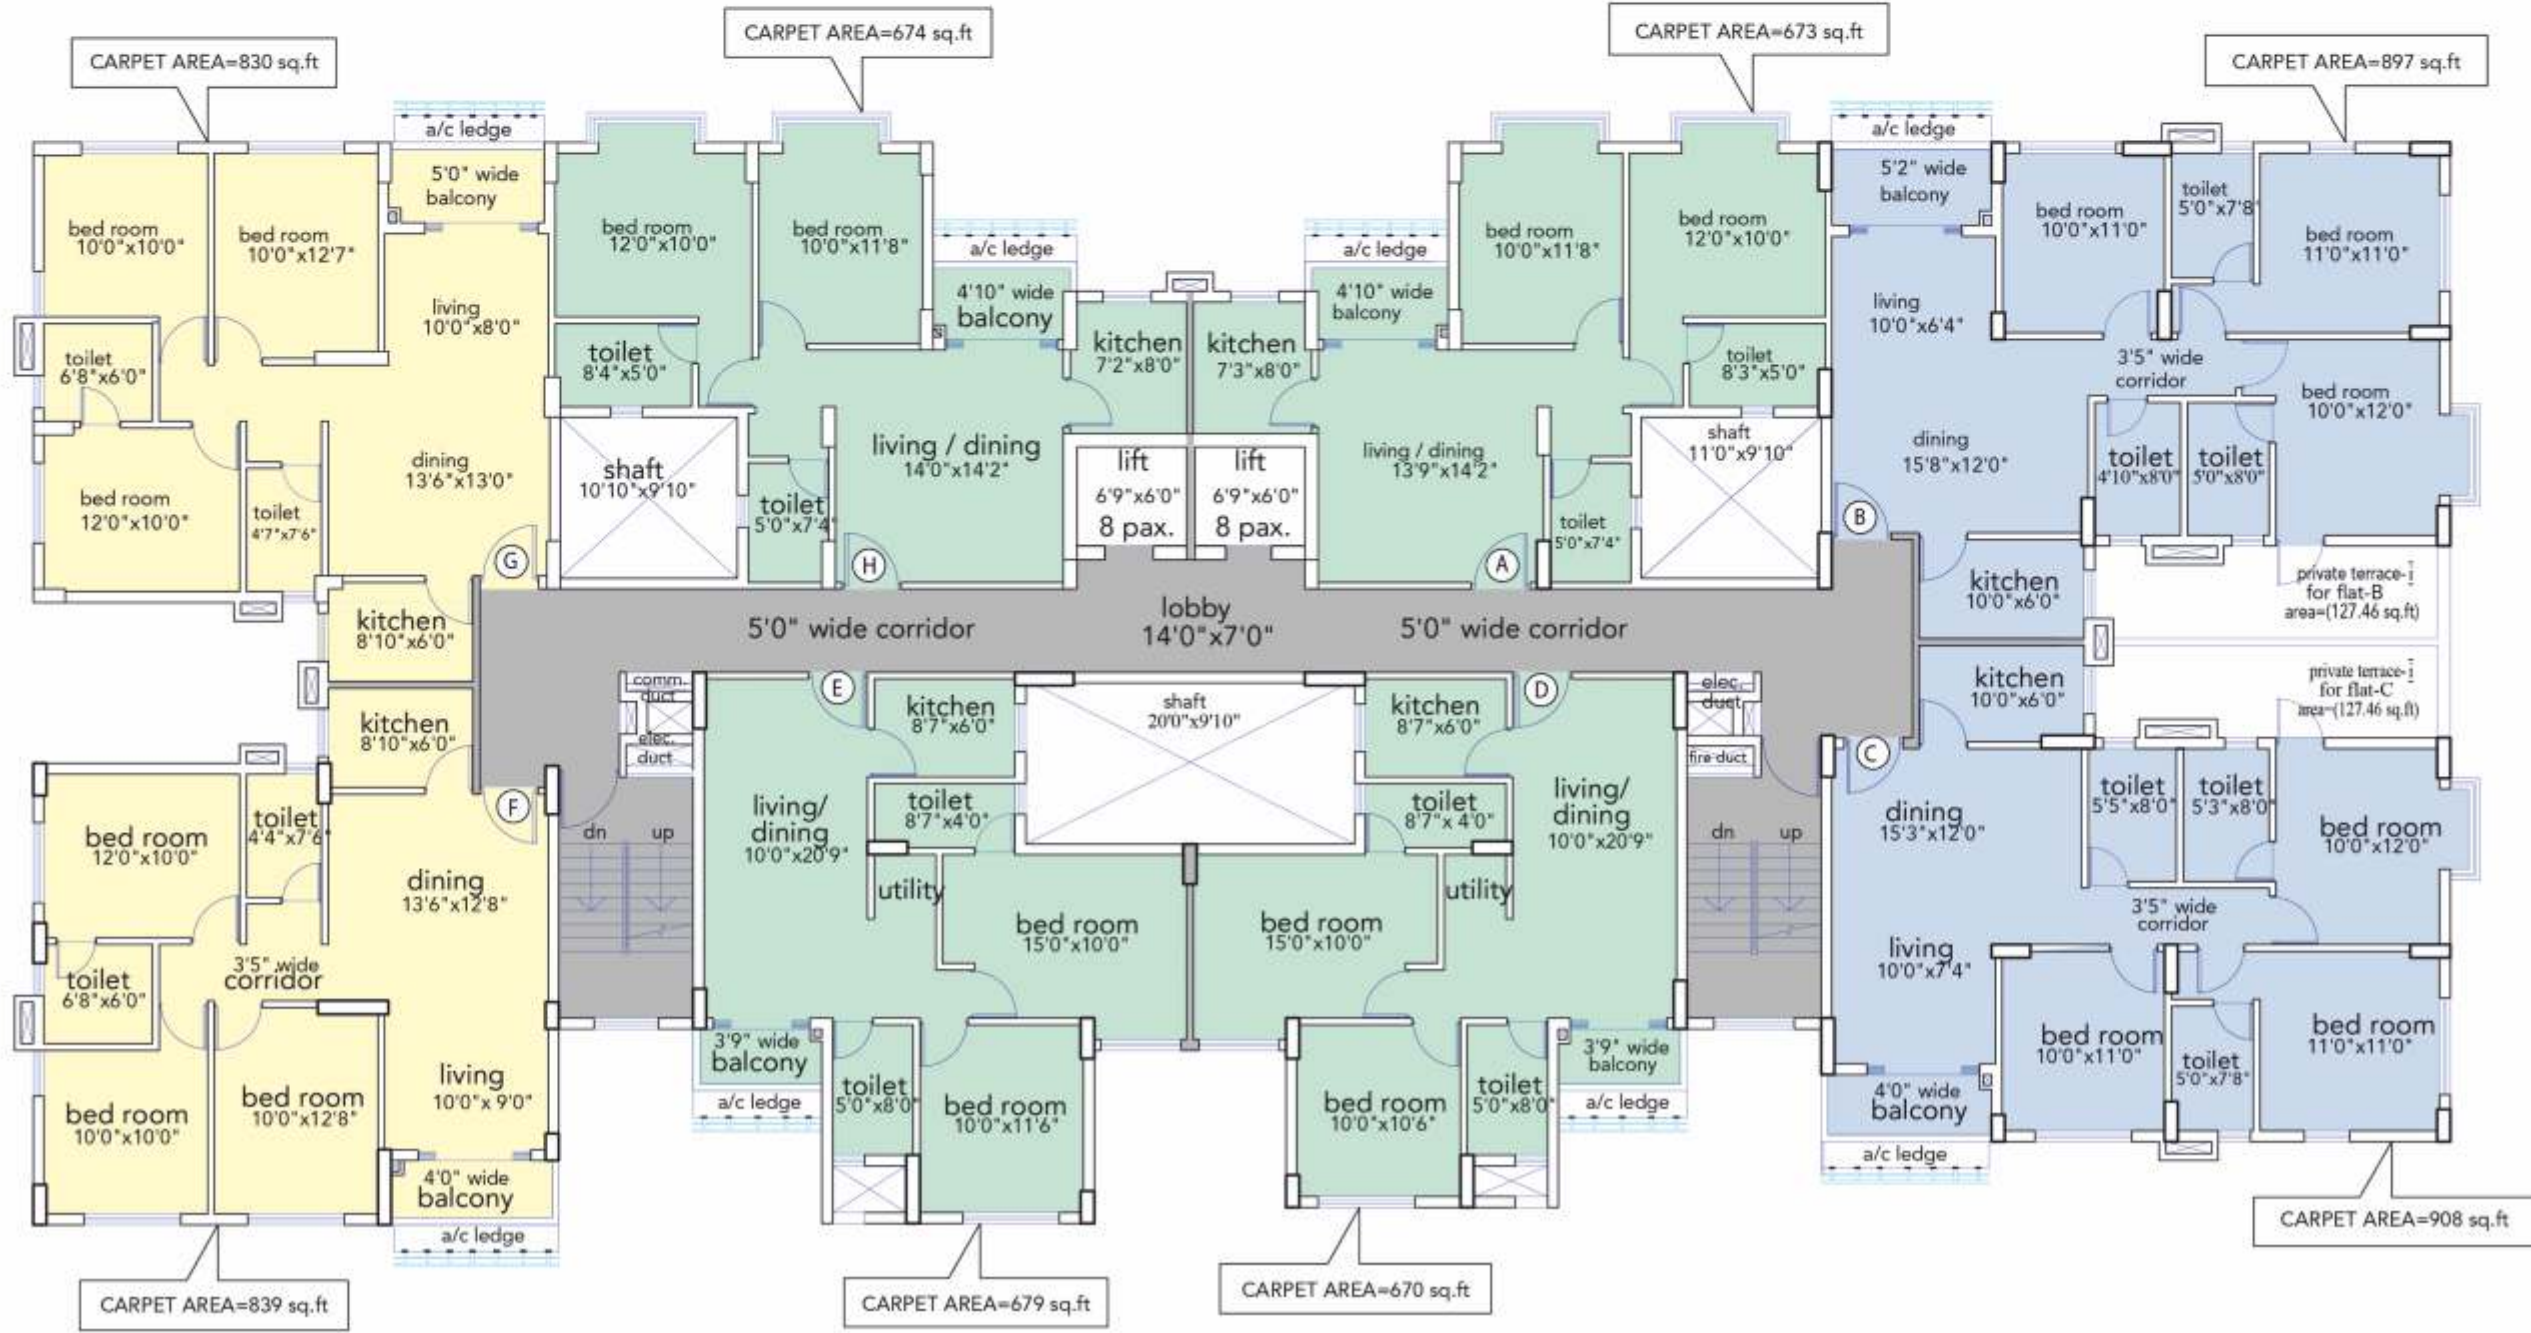 CARPET AREA=830 sq.ft
CARPET AREA=674 sq.ft
CARPET AREA=673 sq.ft
CARPET AREA=897 sq.ft
a/c ledge
5'0" wide
balcony
bed room
10'0"x10'0"
bed room
10'0"x12'7"
living
10'0"x8'0"
toilet
6'8"x6'0"
bed room
12'0"x10'0"
toilet
4'7"x7'6"
dining
13'6"x13'0"
G
kitchen
8'10"x6'0"
bed room
12'0"x10'0"
bed room
10'0"x11'8"
a/c ledge
4'10" wide
balcony
kitchen
7'2"x8'0"
toilet
8'4"x5'0"
shaft
10'10"x9'10"
toilet
5'0"x7'4"
living / dining
14'0"x14'2"
H
lift
6'9"x6'0"
8 pax.
lift
6'9"x6'0"
8 pax.
a/c ledge
4'10" wide
balcony
kitchen
7'3"x8'0"
bed room
10'0"x11'8"
bed room
12'0"x10'0"
toilet
8'3"x5'0"
living / dining
13'9"x14'2"
shaft
11'0"x9'10"
toilet
5'0"x7'4"
A
a/c ledge
5'2" wide
balcony
bed room
10'0"x11'0"
toilet
5'0"x7'8"
bed room
11'0"x11'0"
living
10'0"x6'4"
3'5" wide
corridor
bed room
10'0"x12'0"
dining
15'8"x12'0"
toilet
4'10"x8'0"
toilet
5'0"x8'0"
B
kitchen
10'0"x6'0"
private terrace-1
for flat-B
area=(127.46 sq.ft)
5'0" wide corridor
lobby
14'0"x7'0"
5'0" wide corridor
kitchen
8'10"x6'0"
F
comm.
duct
elec.
duct
dn
up
bed room
12'0"x10'0"
toilet
4'4"x7'6
dining
13'6"x12'8"
toilet
6'8"x6'0"
3'5" wide
corridor
bed room
10'0"x10'0"
bed room
10'0"x12'8"
living
10'0"x 9'0"
4'0" wide
balcony
a/c ledge
E
kitchen
8'7"x6'0"
shaft
20'0"x9'10"
living/
dining
10'0"x20'9"
toilet
8'7"x4'0"
utility
bed room
15'0"x10'0"
3'9" wide
balcony
a/c ledge
toilet
5'0"x8'0"
bed room
10'0"x11'6"
kitchen
8'7"x6'0"
D
toilet
8'7"x 4'0"
living/
dining
10'0"x20'9"
utility
bed room
15'0"x10'0"
bed room
10'0"x10'6"
toilet
5'0"x8'0"
3'9" wide
balcony
a/c ledge
elec.
duct
fire duct
dn
up
kitchen
10'0"x6'0"
private terrace-1
for flat-C
area=(127.46 sq.ft)
C
dining
15'3"x12'0"
toilet
5'5"x8'0"
toilet
5'3"x8'0"
bed room
10'0"x12'0"
3'5" wide
corridor
living
10'0"x7'4"
bed room
10'0"x11'0"
toilet
5'0"x7'8"
bed room
11'0"x11'0"
4'0" wide
balcony
a/c ledge
CARPET AREA=839 sq.ft
CARPET AREA=679 sq.ft
CARPET AREA=670 sq.ft
CARPET AREA=908 sq.ft